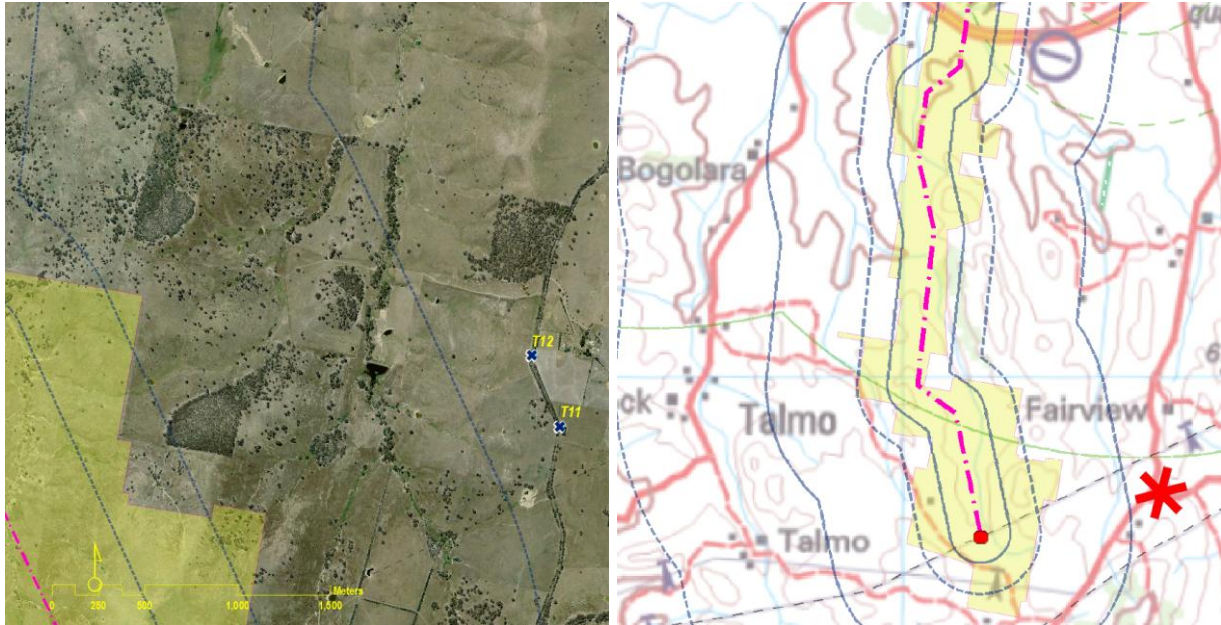 T12
T11
Meters
0 250 500 1,000 1,500
Bogolara
ck
Talmo
Fairview
Talmo
6
qu